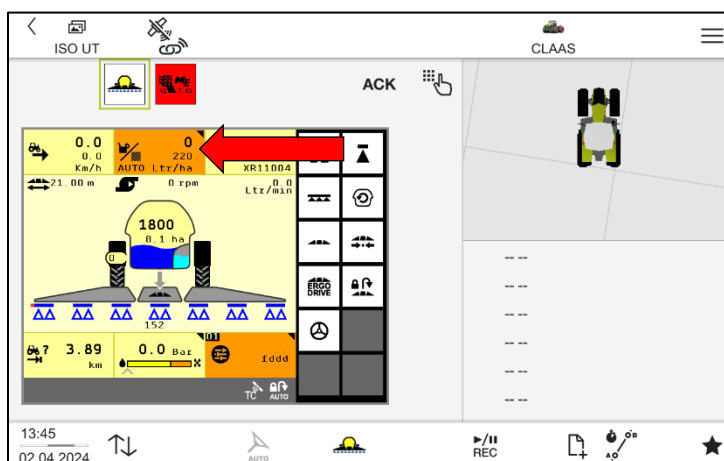 ISO UT
CLAAS
ACK
0.0
0.0
Km/h
0
220
AUTO Ltr/ha
XR11004
21.00 m
0 rpm
0.0
Ltr/min
1800
8.1 ha
0
152
ERGO
DRIVE
?
3.89
km
0.0 Bar
01
fddd
TC
AUTO
13:45
02.04.2024
AUTO
REC
-- --
-- --
-- --
-- --
-- --
-- --